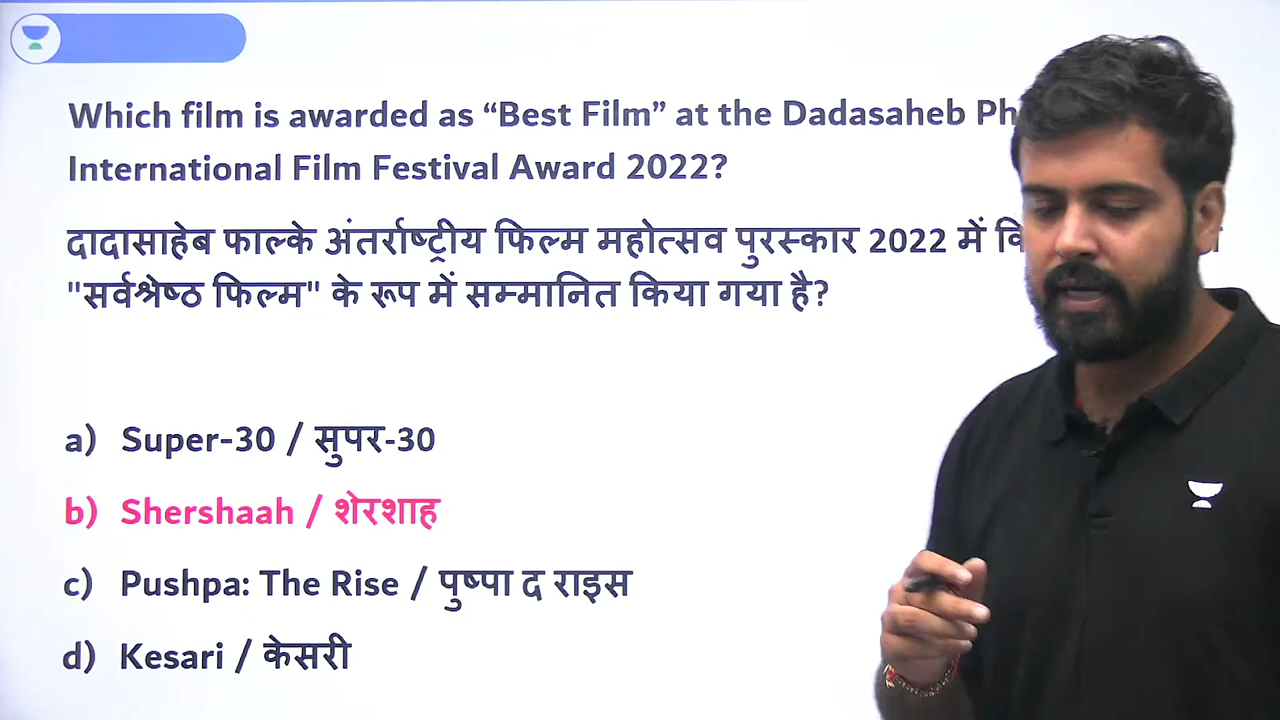 Which film is awarded as “Best Film” at the Dadasaheb
International Film Festival Award 2022?
दादासाहेब फाल्के अंतर्राष्ट्रीय फिल्म महोत्सव पुरस्कार 2022 में
"सर्वश्रेष्ठ फिल्म" के रूप में सम्मानित किया गया है?
a) Super-30 / सुपर-30
b) Shershaah / शेरशाह
c) Pushpa: The Rise / पुष्पा द राइस
d) Kesari / केसरी